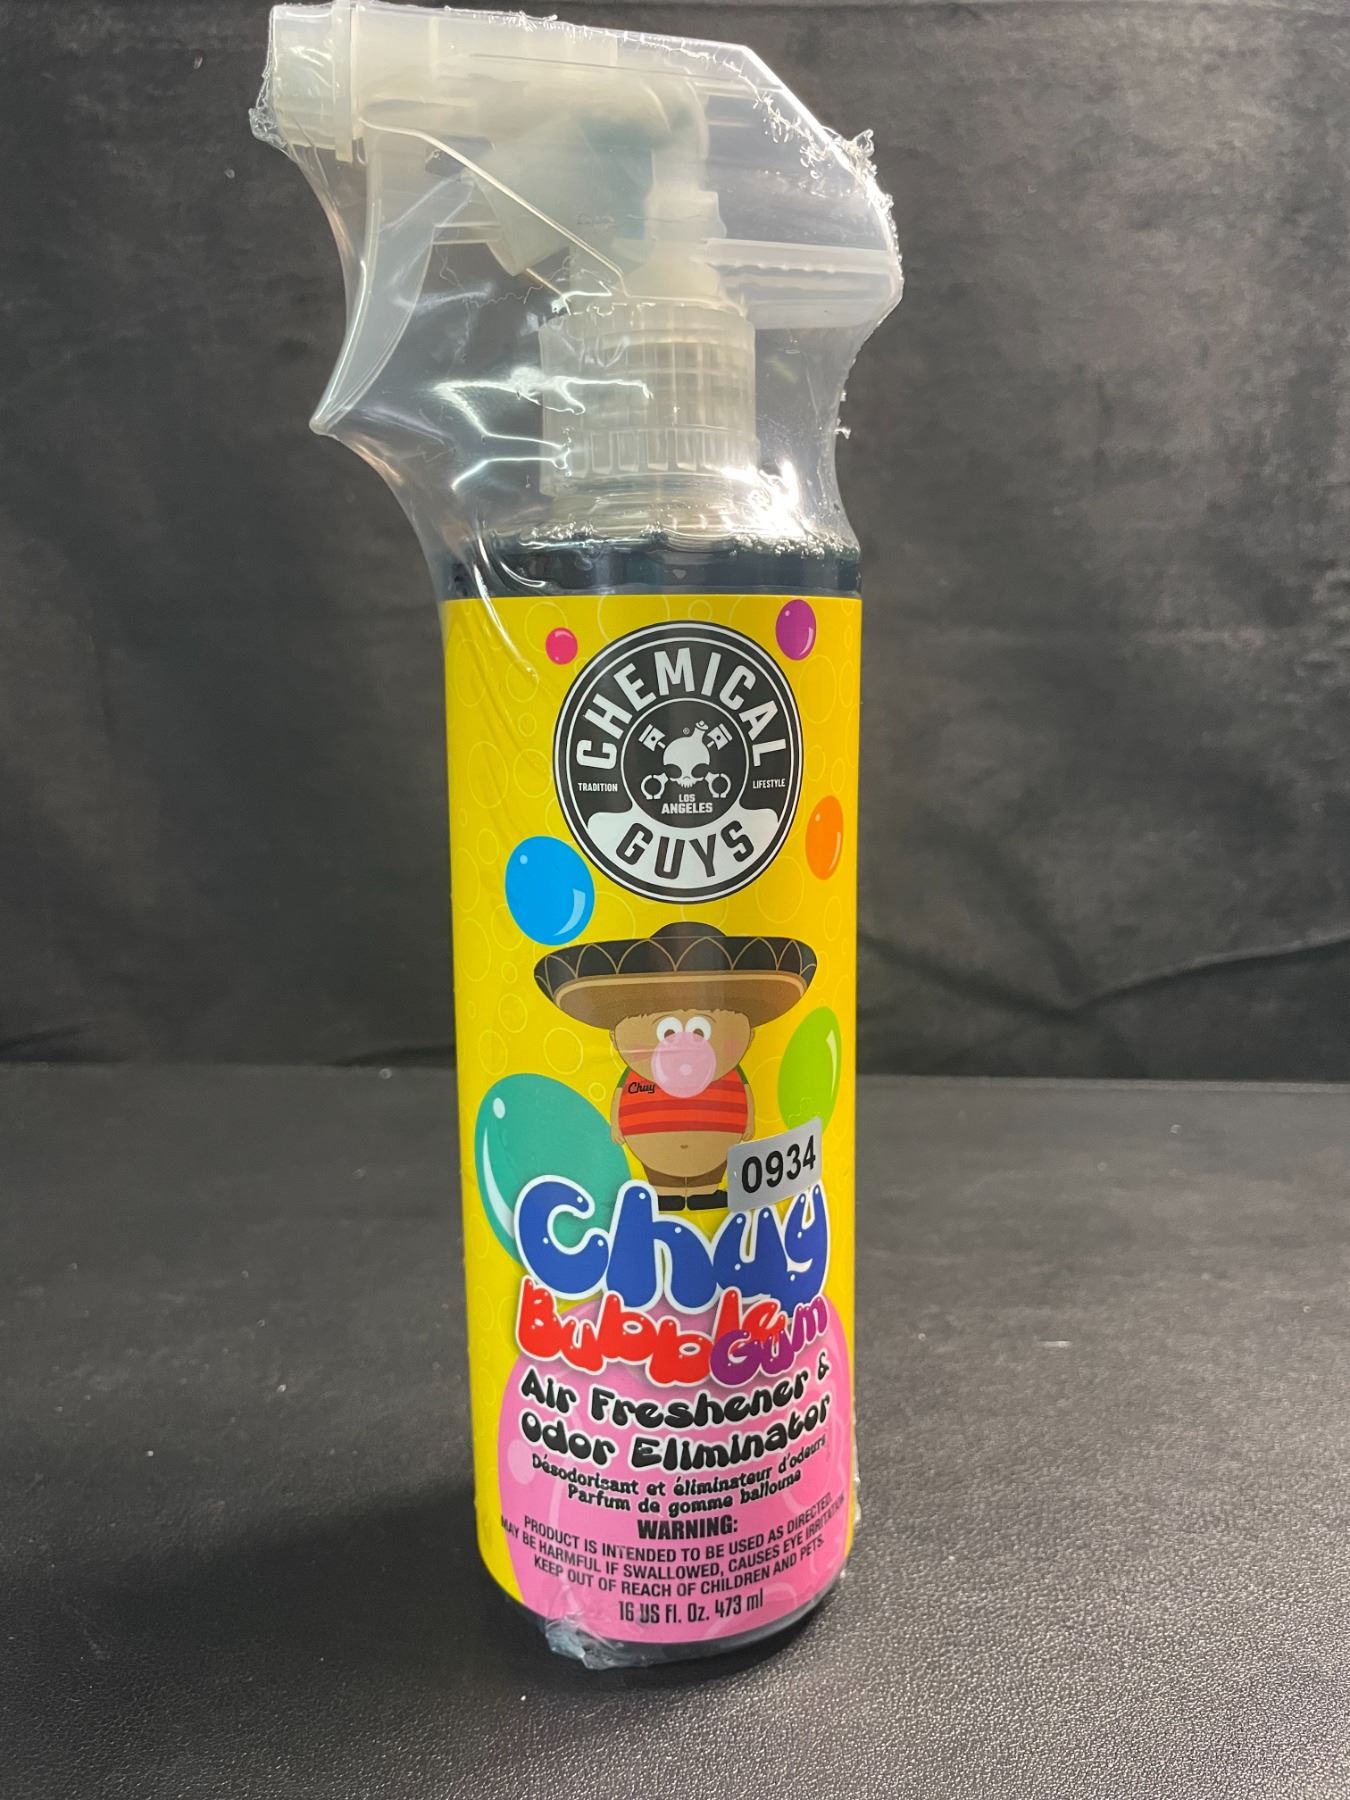 CHEMICAL
®
TRADITION
LIFESTYLE
LOS
ANGELES
GUYS
Chuy
0934
Chuy
Bubble
Gum
Air Freshener &
Odor Eliminator
Désodorisant et éliminateur d'odeurs
Parfum de gomme balloune
WARNING:
PRODUCT IS INTENDED TO BE USED AS DIRECTED.
MAY BE HARMFUL IF SWALLOWED, CAUSES EYE IRRITATION.
KEEP OUT OF REACH OF CHILDREN AND PETS.
16 US Fl. Oz. 473 ml